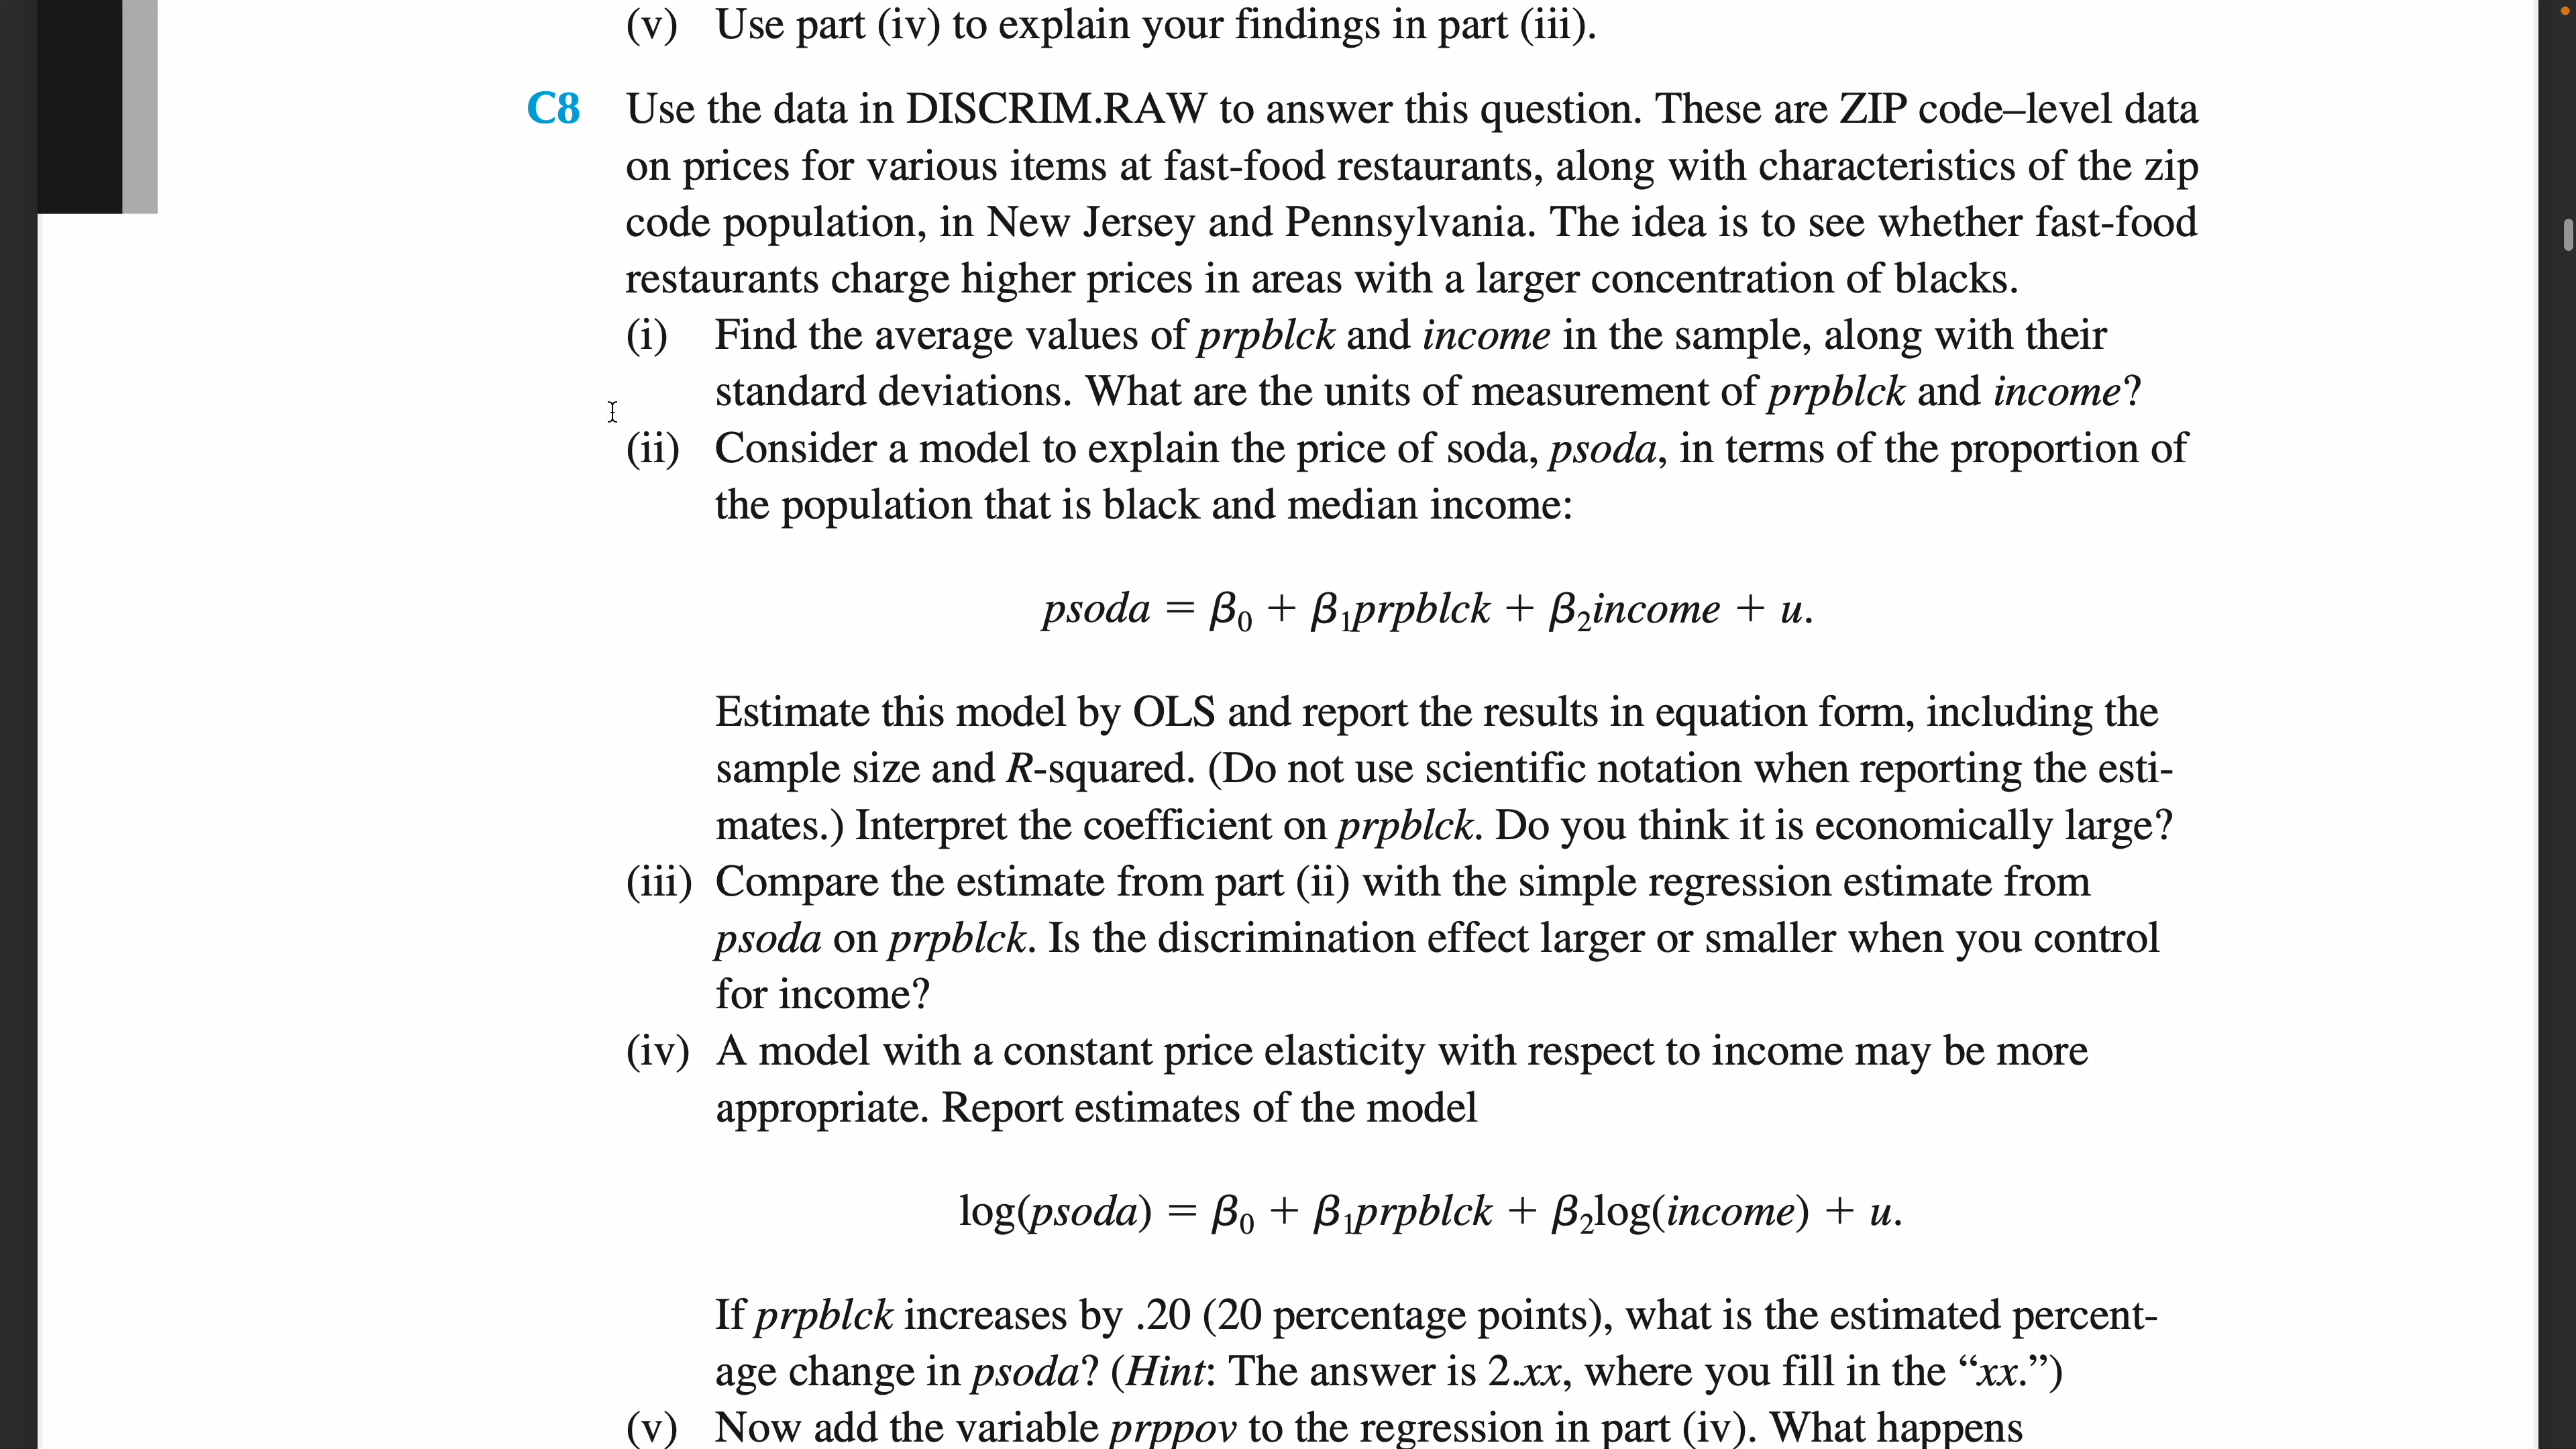 (v) Use part (iv) to explain your findings in part (iii).
C8 Use the data in DISCRIM.RAW to answer this question. These are ZIP code–level data
on prices for various items at fast-food restaurants, along with characteristics of the zip
code population, in New Jersey and Pennsylvania. The idea is to see whether fast-food
restaurants charge higher prices in areas with a larger concentration of blacks.
(i) Find the average values of prpblck and income in the sample, along with their
standard deviations. What are the units of measurement of prpblck and income?
(ii) Consider a model to explain the price of soda, psoda, in terms of the proportion of
the population that is black and median income:
psoda = β₀ + β₁prpblck + β₂income + u.
Estimate this model by OLS and report the results in equation form, including the
sample size and R-squared. (Do not use scientific notation when reporting the esti-
mates.) Interpret the coefficient on prpblck. Do you think it is economically large?
(iii) Compare the estimate from part (ii) with the simple regression estimate from
psoda on prpblck. Is the discrimination effect larger or smaller when you control
for income?
(iv) A model with a constant price elasticity with respect to income may be more
appropriate. Report estimates of the model
log(psoda) = β₀ + β₁prpblck + β₂log(income) + u.
If prpblck increases by .20 (20 percentage points), what is the estimated percent-
age change in psoda? (Hint: The answer is 2.xx, where you fill in the “xx.”)
(v) Now add the variable prppov to the regression in part (iv). What happens